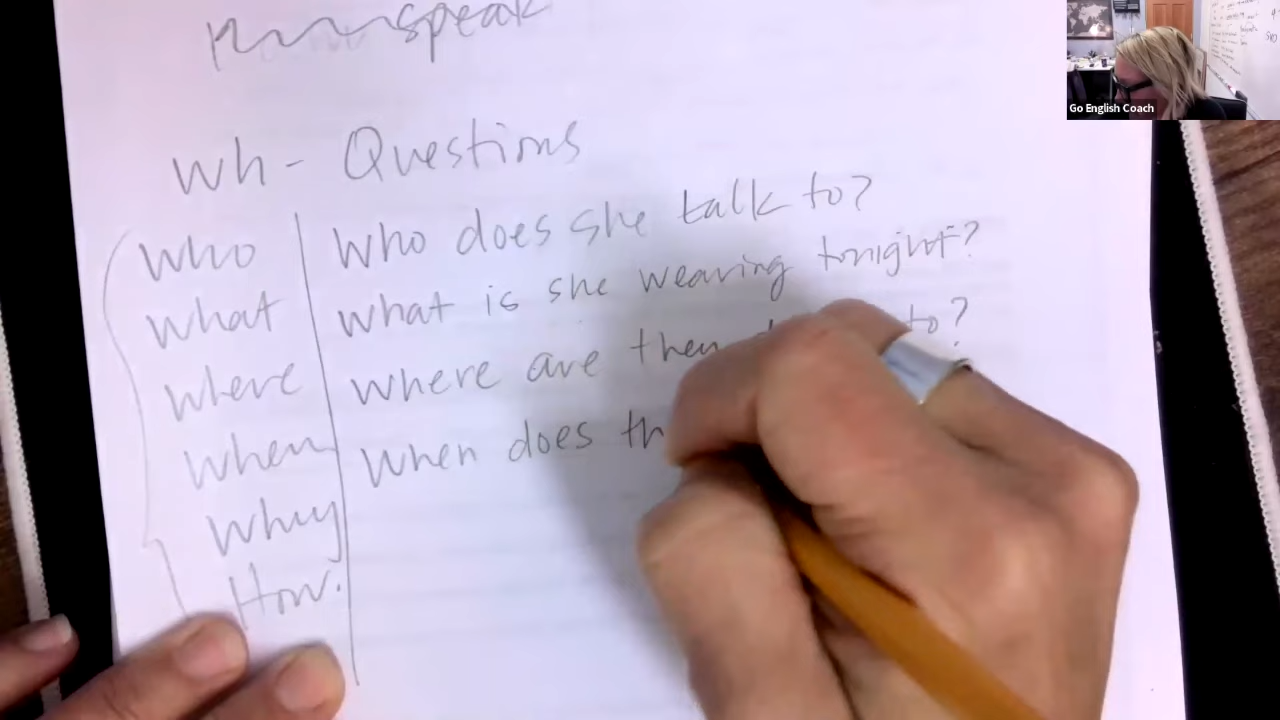 speak
Go English Coach
Wh- Questions
Who Who does she talk to?
What What is she wearing tonight?
Where Where are they to?
When When does th
Why
How